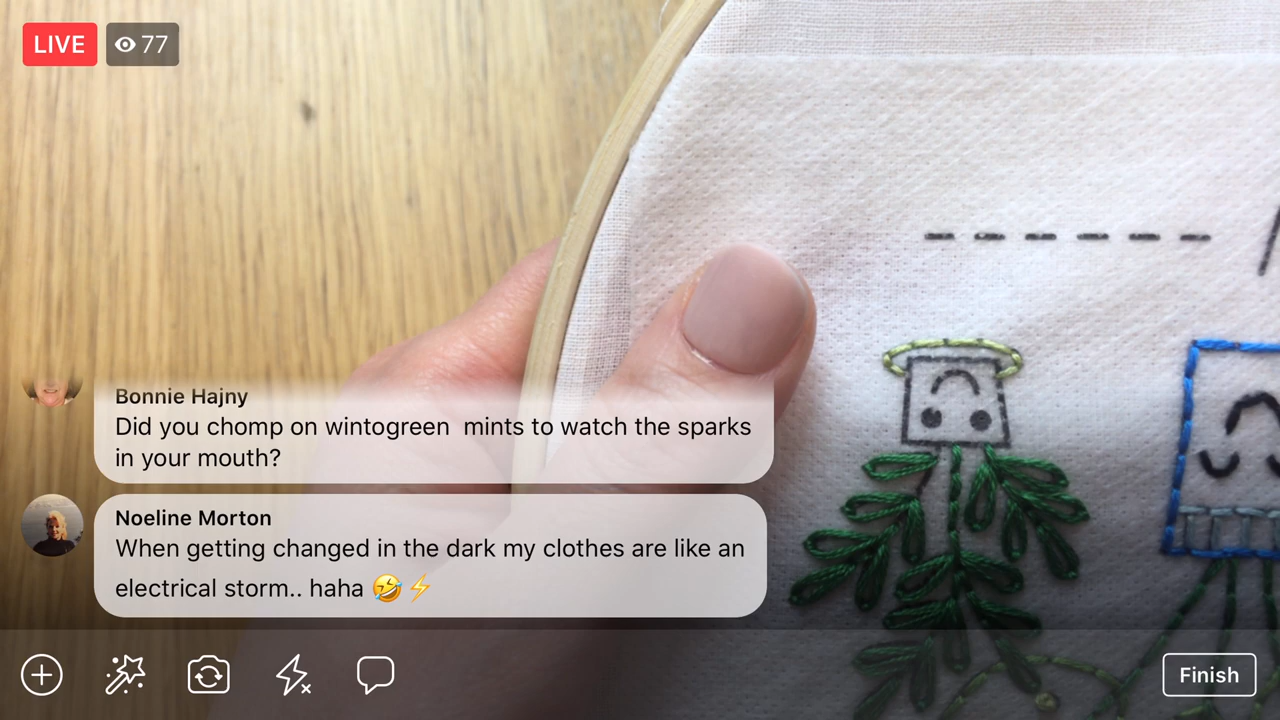 LIVE 77
Bonnie Hajny
Did you chomp on wintogreen  mints to watch the sparks
in your mouth?
Noeline Morton
When getting changed in the dark my clothes are like an
electrical storm.. haha 🤣⚡
Finish